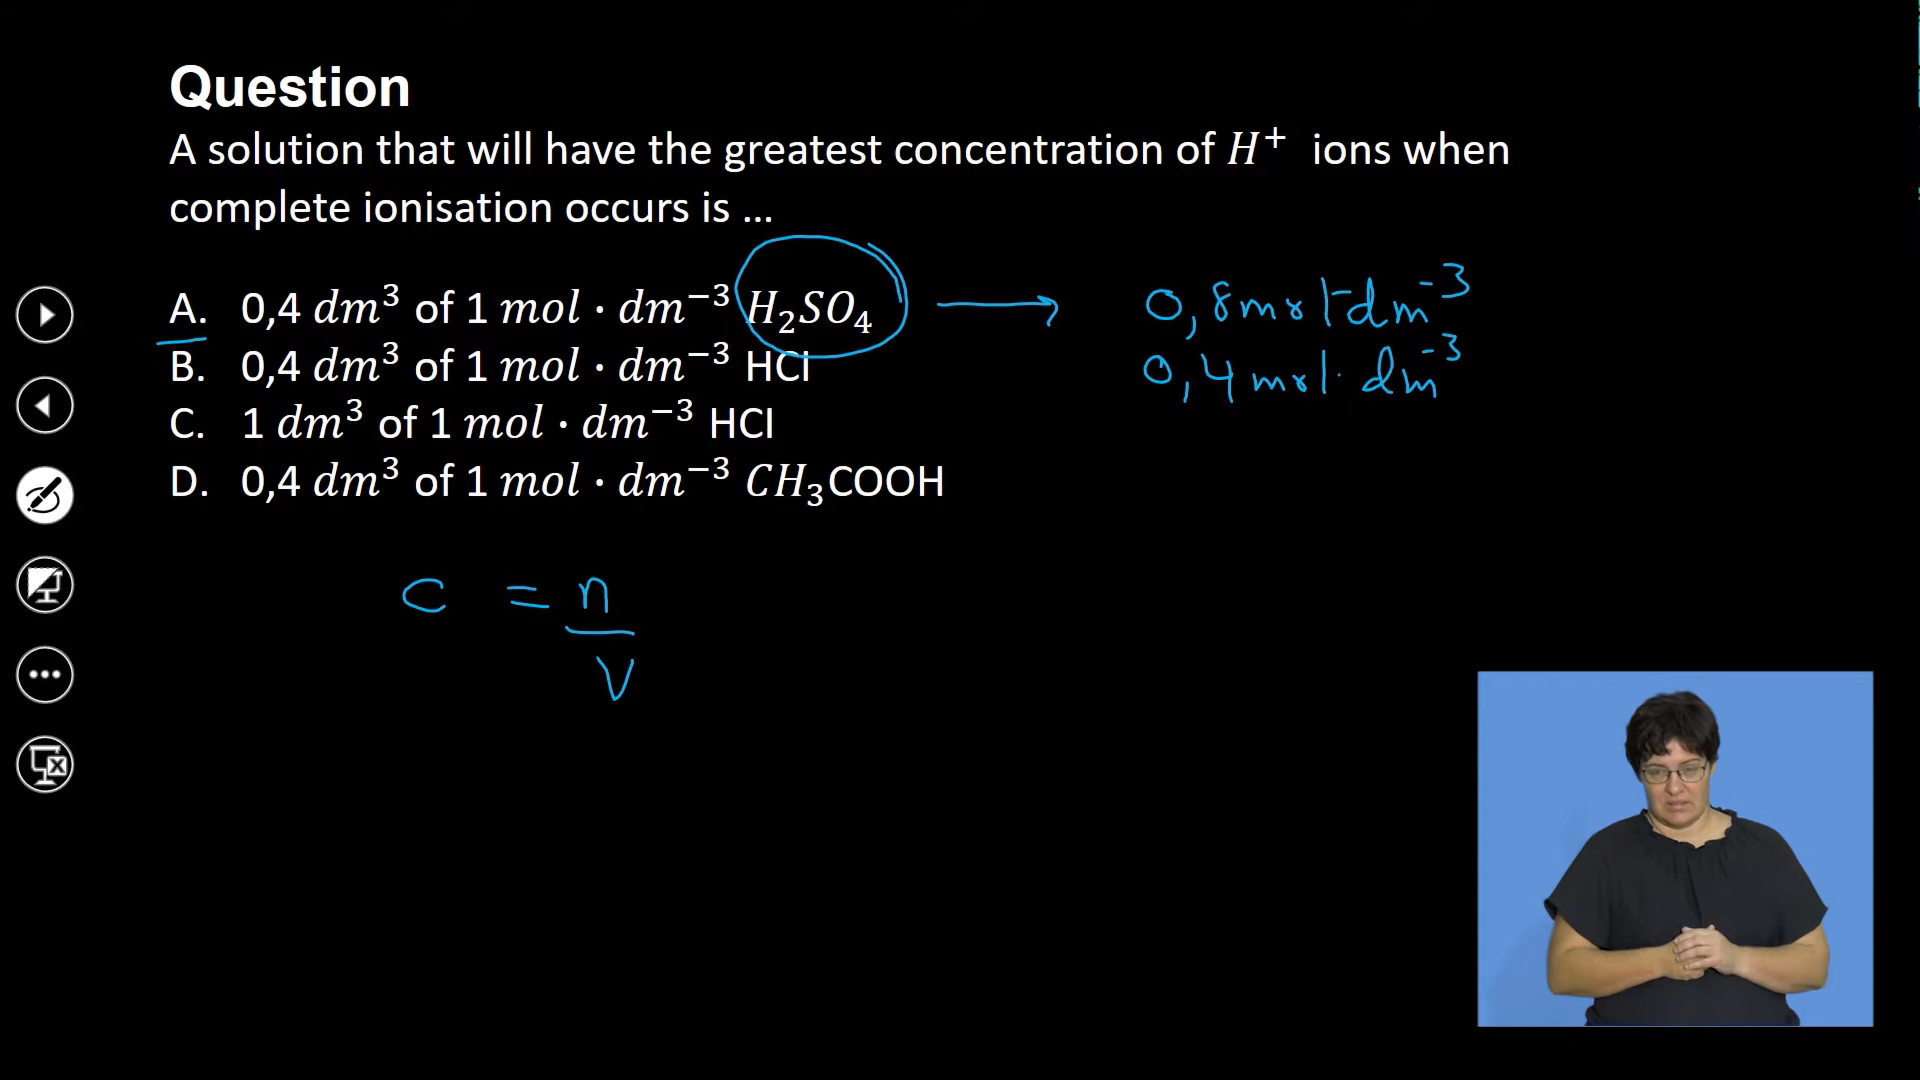 Question
A solution that will have the greatest concentration of H⁺ ions when
complete ionisation occurs is ...
A. 0,4 dm³ of 1 mol · dm⁻³ H₂SO₄ → 0,8 mol·dm⁻³
B. 0,4 dm³ of 1 mol · dm⁻³ HCl 0,4 mol·dm⁻³
C. 1 dm³ of 1 mol · dm⁻³ HCl
D. 0,4 dm³ of 1 mol · dm⁻³ CH₃COOH
c = n
V